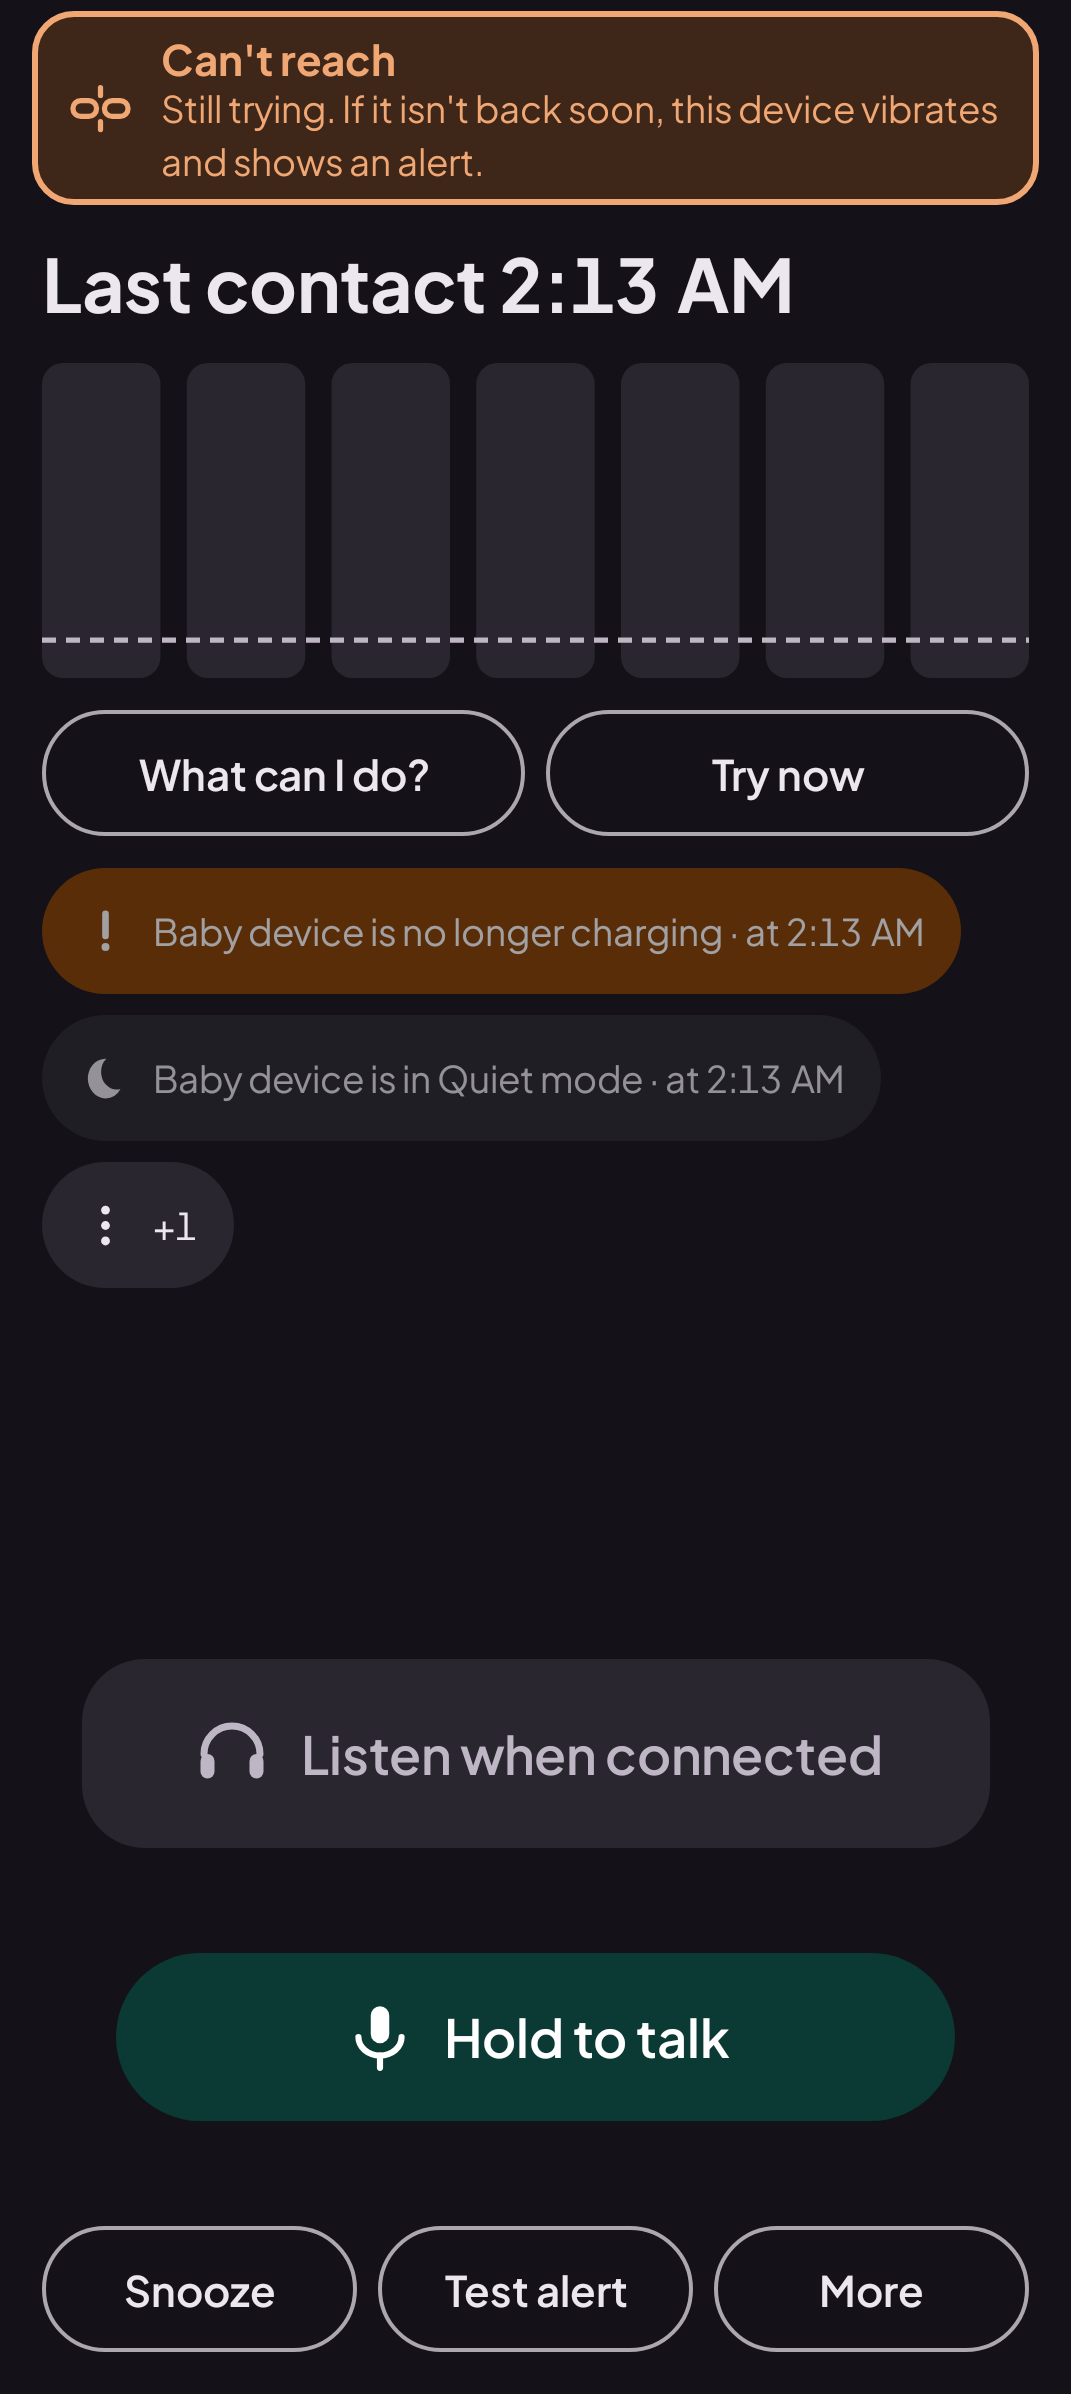 Can't reach
Still trying. If it isn't back soon, this device vibrates
and shows an alert.
Last contact 2:13 AM
What can I do?
Try now
Baby device is no longer charging · at 2:13 AM
Baby device is in Quiet mode · at 2:13 AM
+1
Listen when connected
Hold to talk
Snooze
Test alert
More